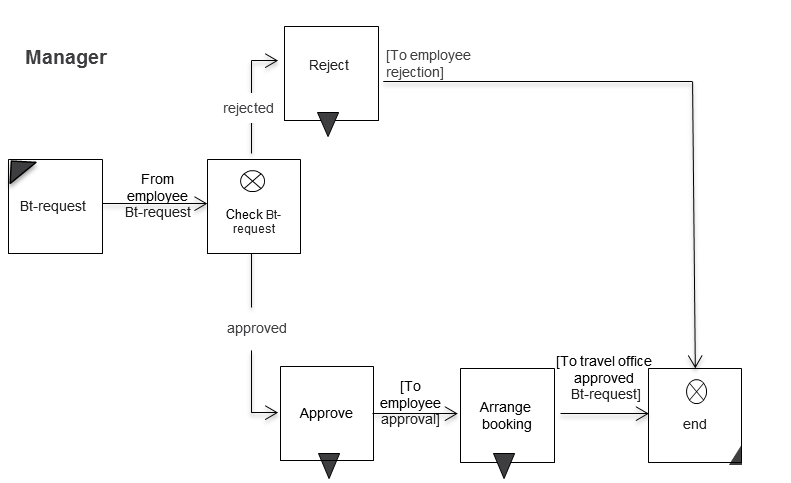 Manager
Reject
[To employee
rejection]
rejected
Bt-request
From
employee
Bt-request
Check Bt-
request
approved
Approve
[To
employee
approval]
Arrange
booking
[To travel office
approved
Bt-request]
end